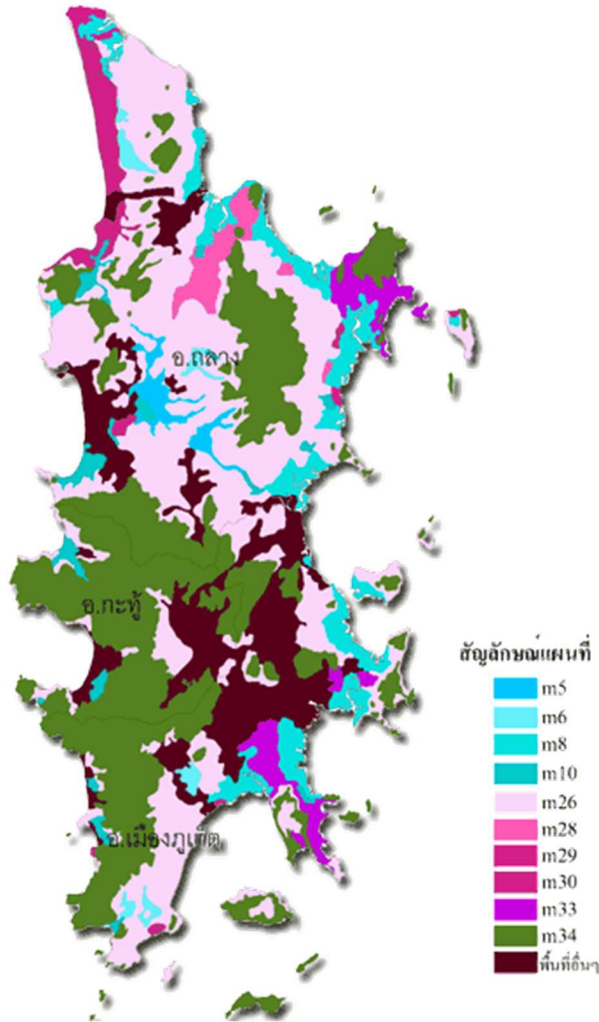 อ.ถลาง
อ.กะทู้
อ.เมืองภูเก็ต
สัญลักษณ์แผนที่
m5
m6
m8
m10
m26
m28
m29
m30
m33
m34
พื้นที่อื่นๆ